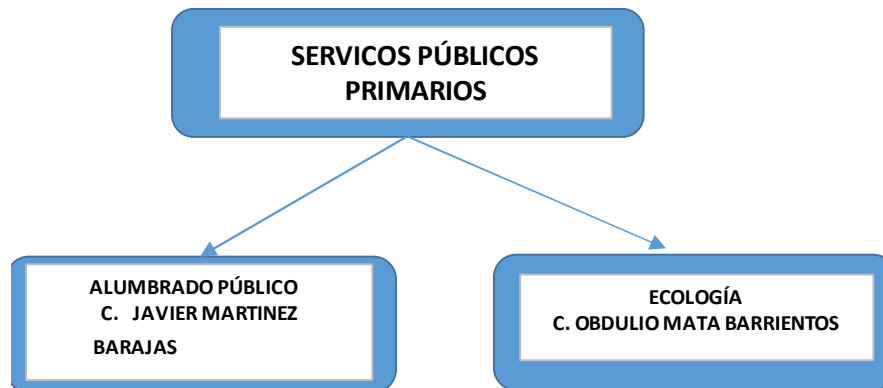 SERVICOS PÚBLICOS
PRIMARIOS
ALUMBRADO PÚBLICO
C. JAVIER MARTINEZ
BARAJAS
ECOLOGÍA
C. OBDULIO MATA BARRIENTOS